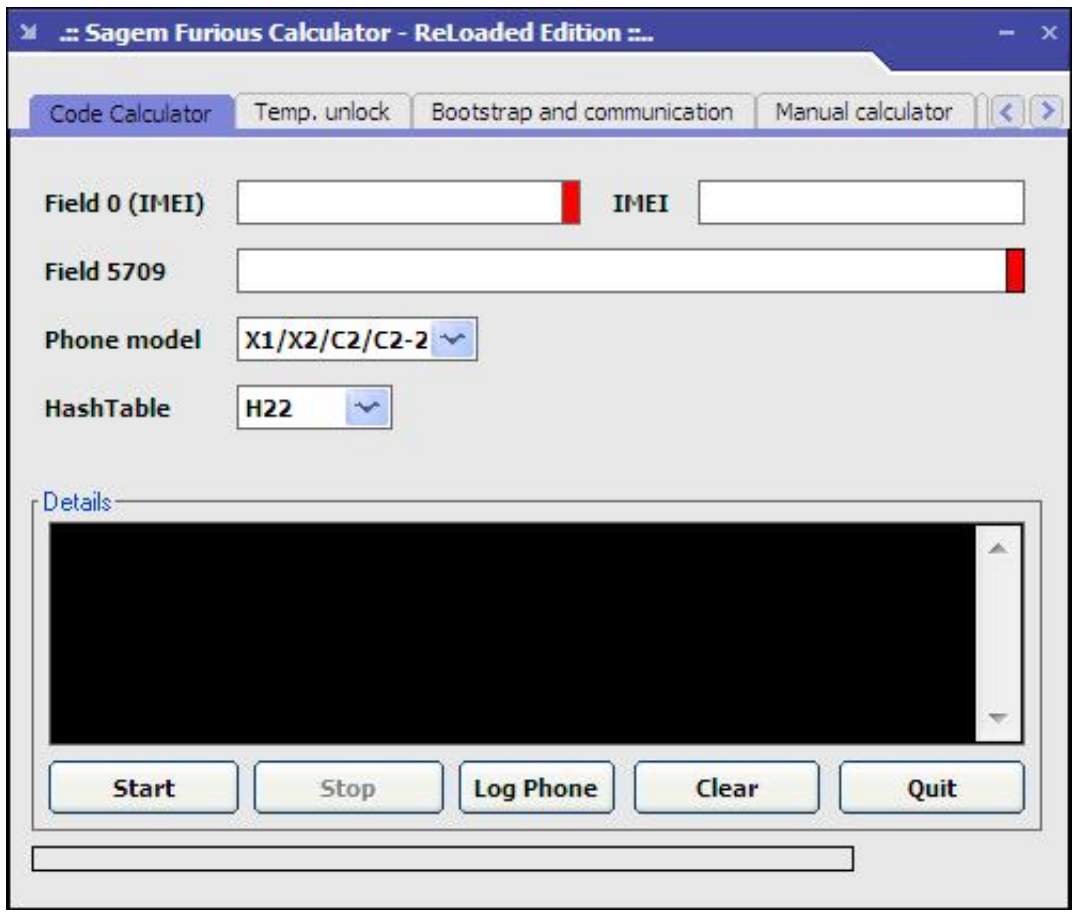 .:: Sagem Furious Calculator - ReLoaded Edition ::..
Code Calculator Temp. unlock Bootstrap and communication Manual calculator
Field 0 (IMEI) IMEI
Field 5709
Phone model X1/X2/C2/C2-2
HashTable H22
Details
Start Stop Log Phone Clear Quit